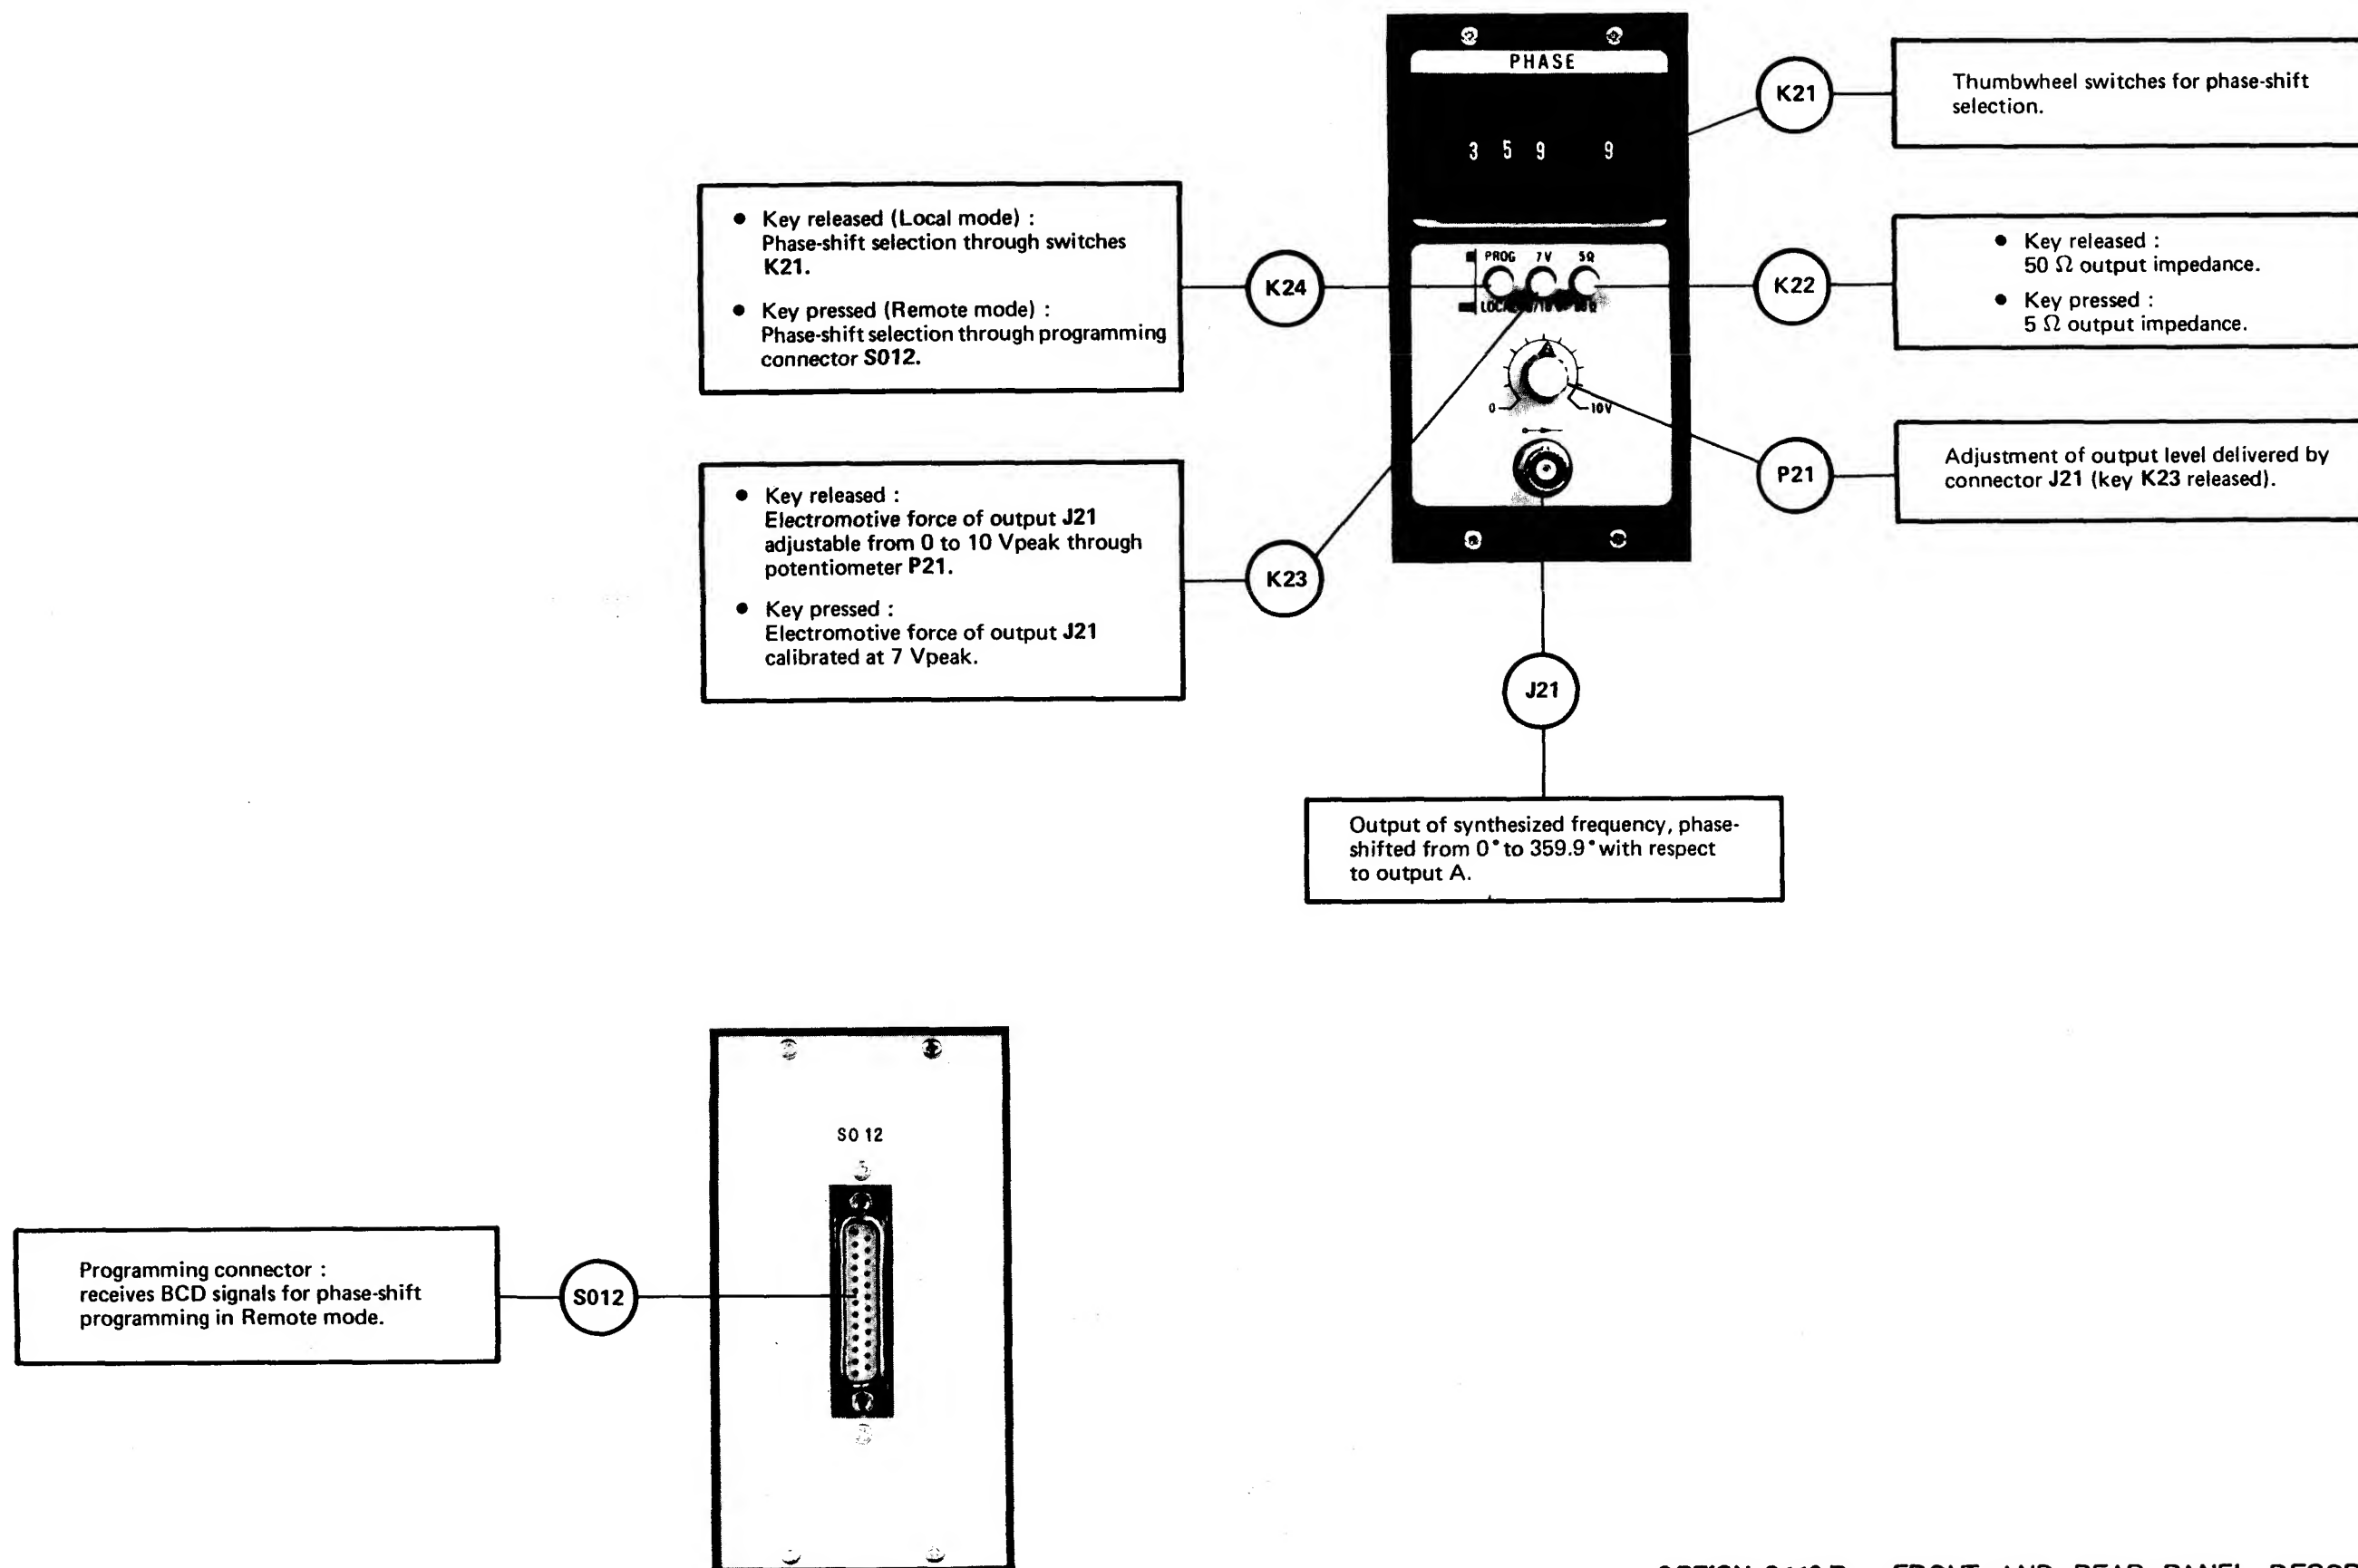 PHASE
3 5 9 9
PROG 7V 5Ω
0
10V
K21
Thumbwheel switches for phase-shift
selection.
● Key released (Local mode) :
Phase-shift selection through switches
K21.
● Key pressed (Remote mode) :
Phase-shift selection through programming
connector S012.
K24
K22
● Key released :
50 Ω output impedance.
● Key pressed :
5 Ω output impedance.
● Key released :
Electromotive force of output J21
adjustable from 0 to 10 Vpeak through
potentiometer P21.
● Key pressed :
Electromotive force of output J21
calibrated at 7 Vpeak.
K23
P21
Adjustment of output level delivered by
connector J21 (key K23 released).
J21
Output of synthesized frequency, phase-
shifted from 0° to 359.9° with respect
to output A.
SO 12
Programming connector :
receives BCD signals for phase-shift
programming in Remote mode.
S012
FRONT AND REAR PANEL